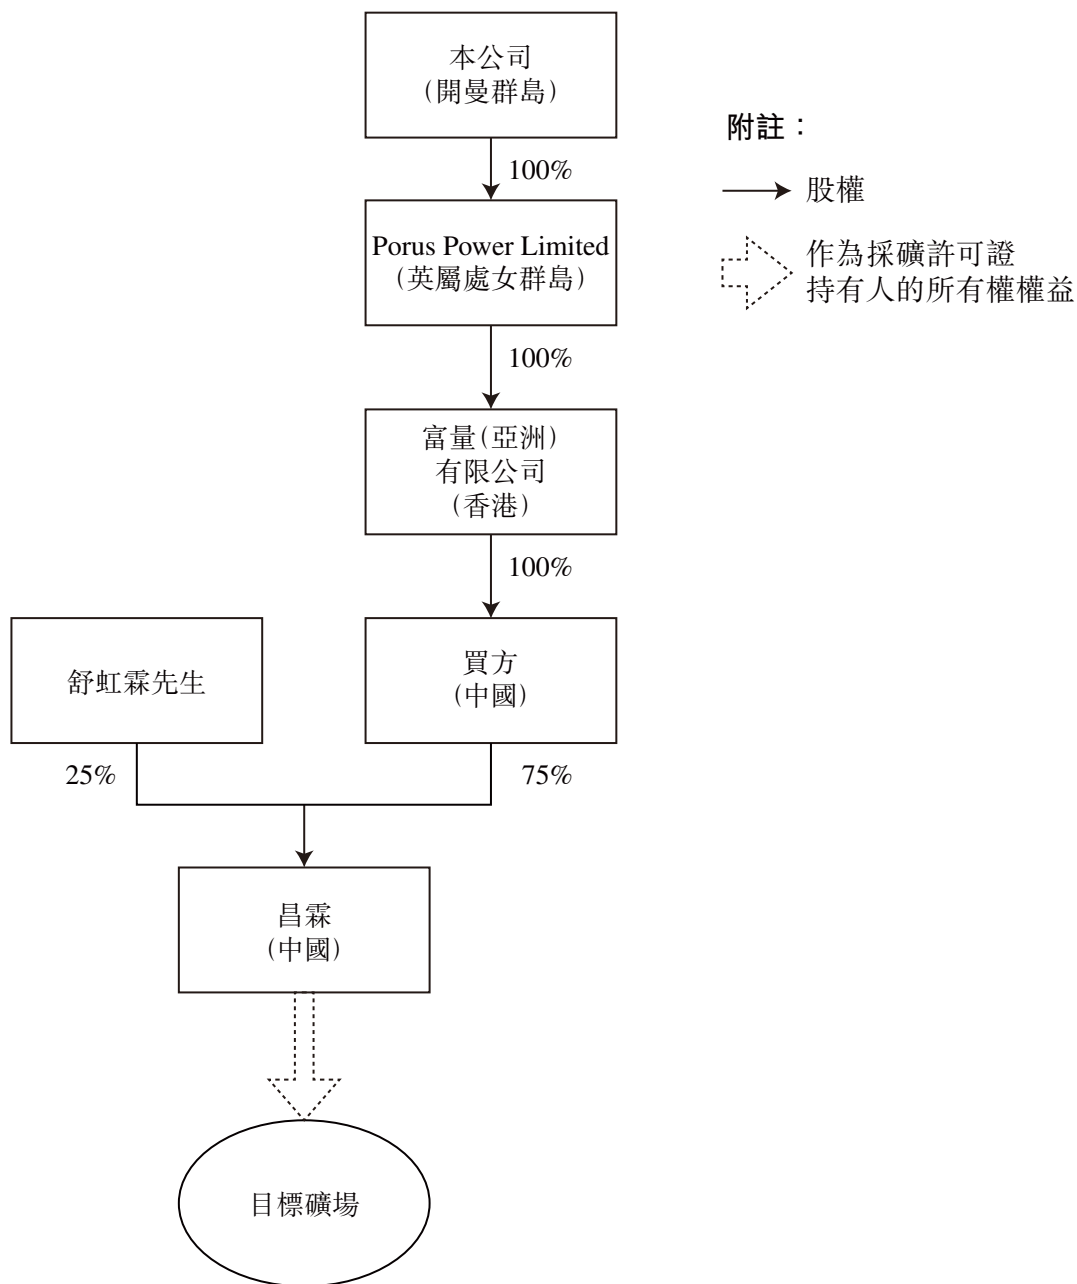 本公司
(開曼群島)
附註：
100%
股權
Porus Power Limited
(英屬處女群島)
作為採礦許可證
持有人的所有權權益
100%
富量(亞洲)
有限公司
(香港)
100%
舒虹霖先生
買方
(中國)
25%
75%
昌霖
(中國)
目標礦場